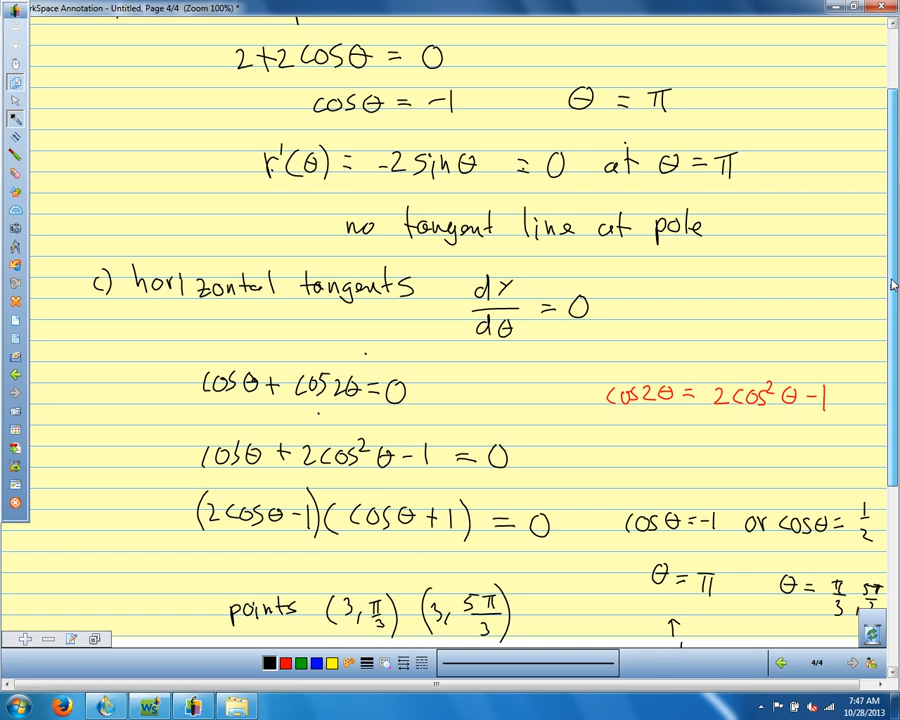 rkSpace Annotation - Untitled, Page 4/4 (Zoom 100%) *
2+2cosθ = 0
cosθ = -1 θ = π
r'(θ) = -2 sinθ = 0 at θ = π
no tangent line at pole
c) horizontal tangents dy/dθ = 0
cosθ + cos2θ = 0 cos2θ = 2cos²θ - 1
cosθ + 2cos²θ - 1 = 0
(2cosθ - 1)(cosθ + 1) = 0 cosθ = -1 or cosθ = 1/2
θ = π θ = π/3, 5π/3
points (3, π/3) (3, 5π/3)
4/4
7:47 AM
10/28/2013